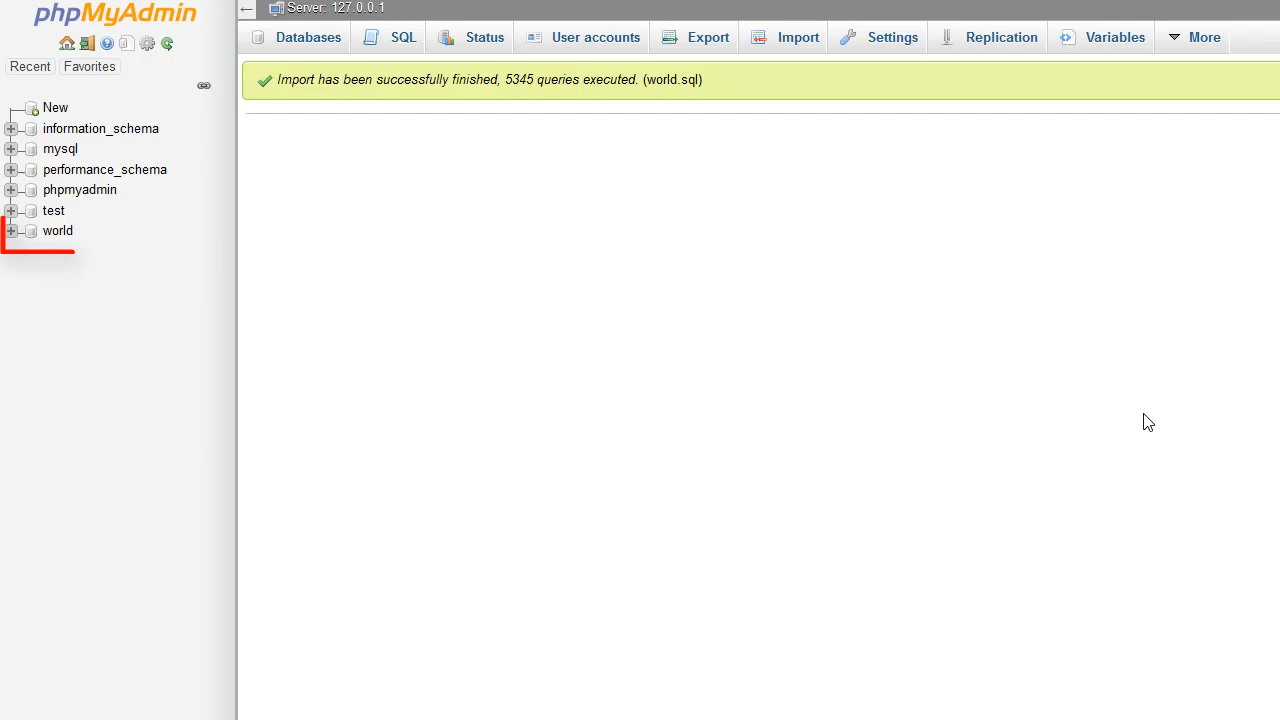 phpMyAdmin
Recent Favorites
New
information_schema
mysql
performance_schema
phpmyadmin
test
world
Server: 127.0.0.1
Databases SQL Status User accounts Export Import Settings Replication Variables More
Import has been successfully finished, 5345 queries executed. (world.sql)